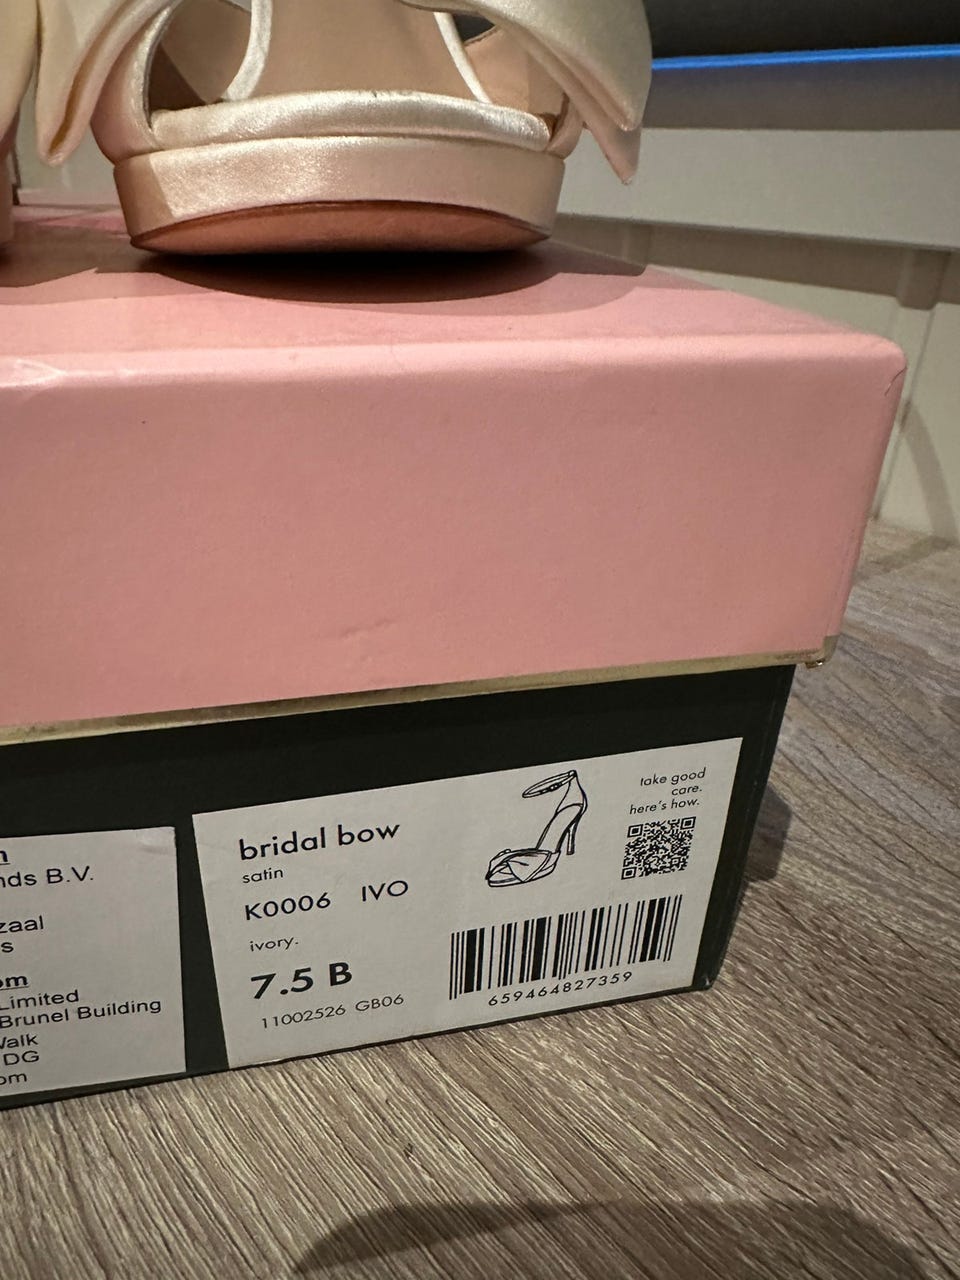 nds B.V.
zaal
s
om
Limited
Brunel Building
Walk
DG
om
bridal bow
satin
K0006 IVO
ivory.
7.5 B
11002526 GB06
take good
care.
here's how.
659464827359